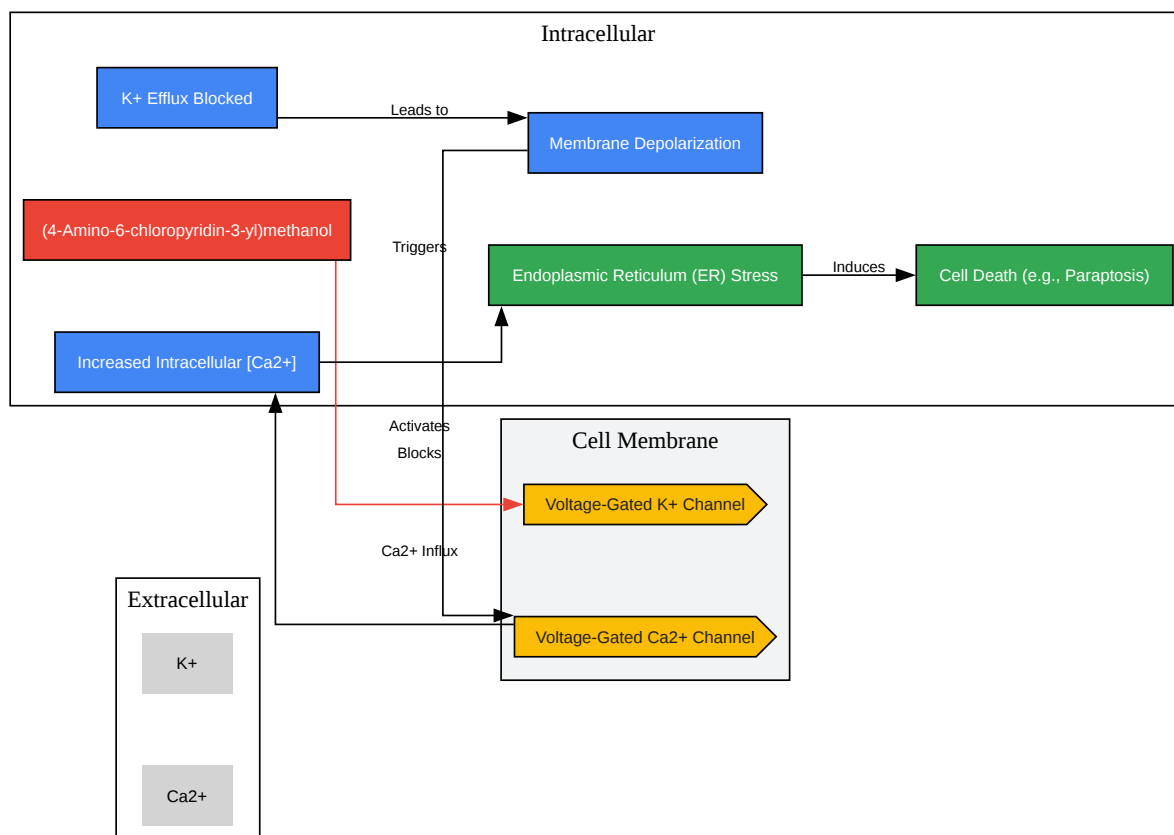 Intracellular
K+ Efflux Blocked
Leads to
Membrane Depolarization
(4-Amino-6-chloropyridin-3-yl)methanol
Triggers
Endoplasmic Reticulum (ER) Stress
Induces
Cell Death (e.g., Paraptosis)
Increased Intracellular [Ca2+]
Activates
Blocks
Cell Membrane
Voltage-Gated K+ Channel
Ca2+ Influx
Voltage-Gated Ca2+ Channel
Extracellular
K+
Ca2+